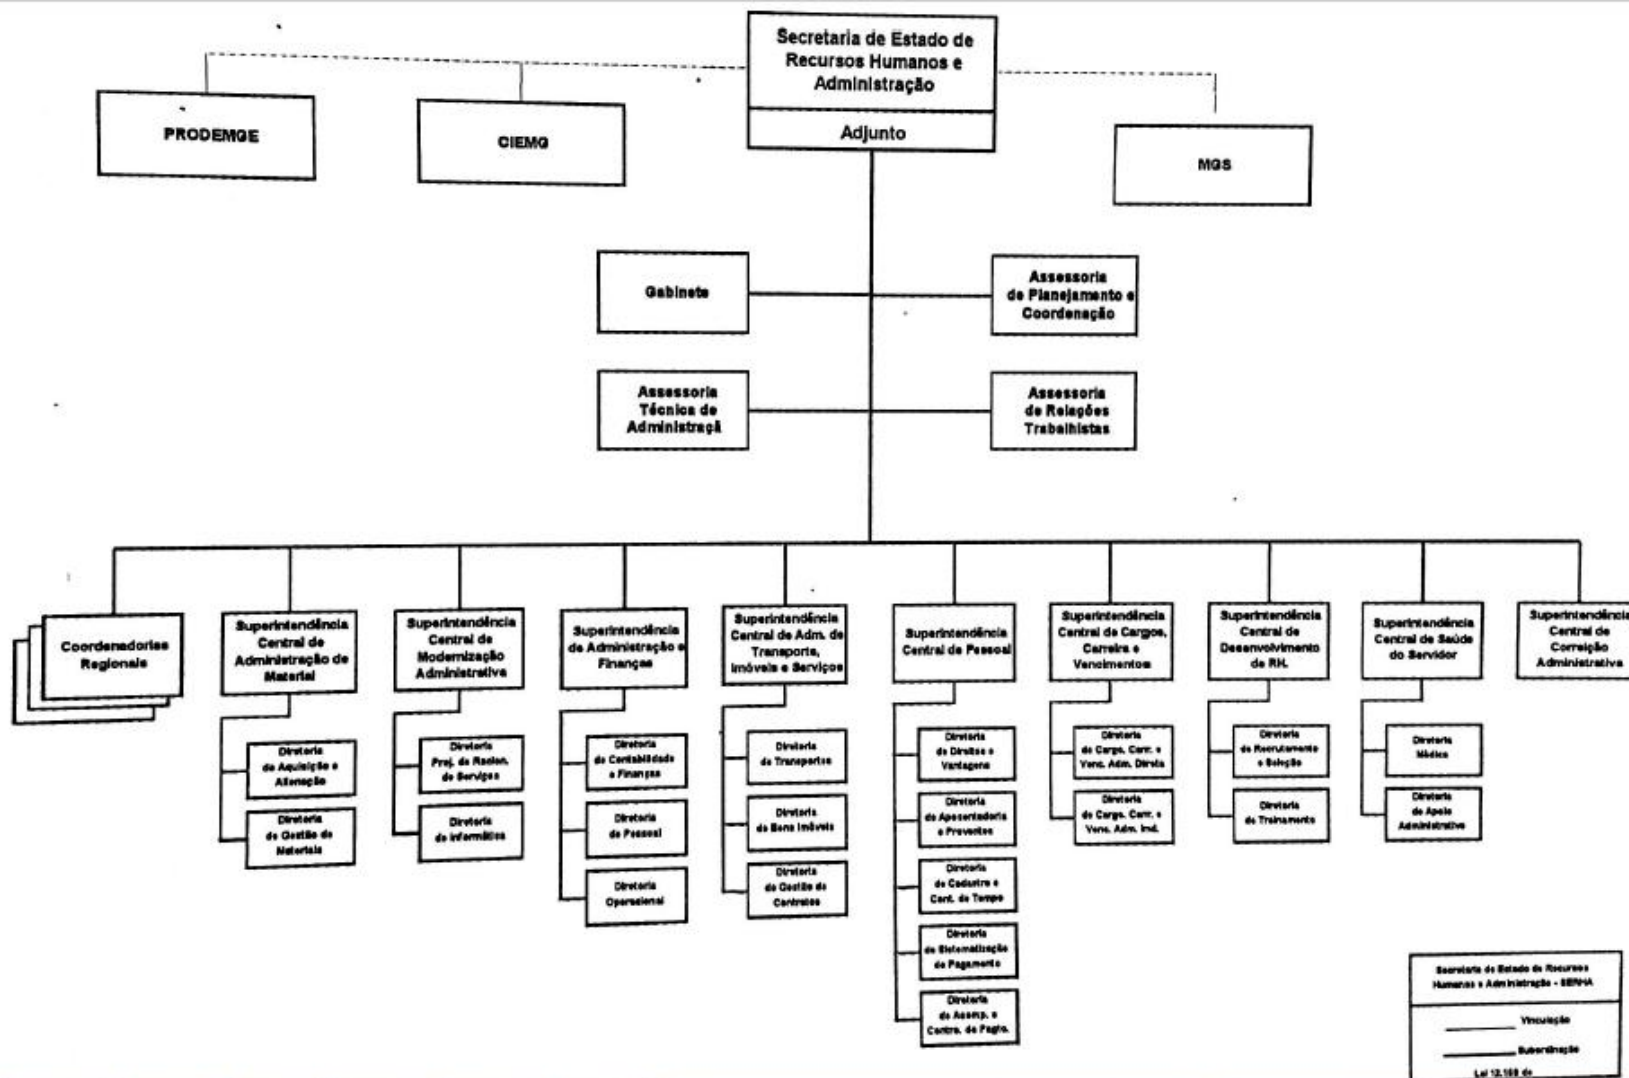 Secretaria de Estado de
Recursos Humanos e
Administração
Adjunto
PRODEMGE
CIEMG
MGS
Gabinete
Assessoria
de Planejamento e
Coordenação
Assessoria
Técnica de
Administraçã
Assessoria
de Relações
Trabalhistas
Coordenadorias
Regionais
Superintendência
Central de
Administração de
Material
Superintendência
Central de
Modernização
Administrativa
Superintendência
de Administração e
Finanças
Superintendência
Central de Adm. de
Transporte,
Imóveis e Serviços
Superintendência
Central de Pessoal
Superintendência
Central de Cargos,
Carreira e
Vencimentos
Superintendência
Central de
Desenvolvimento
de RH.
Superintendência
Central de Saúde
do Servidor
Superintendência
Central de
Correição
Administrativa
Diretoria
de Aquisição e
Alienação
Diretoria
de Gestão de
Materiais
Diretoria
Proj. de Racion.
de Serviços
Diretoria
de Informática
Diretoria
de Contabilidade
e Finanças
Diretoria
de Pessoal
Diretoria
Operacional
Diretoria
de Transportes
Diretoria
de Bens Imóveis
Diretoria
de Gestão de
Contratos
Diretoria
de Direitos e
Vantagens
Diretoria
de Aposentadoria
e Proventos
Diretoria
de Cadastro e
Cont. de Tempo
Diretoria
de Sistematização
de Pagamento
Diretoria
de Acomp. e
Contro. de Pagto.
Diretoria
de Cargo. Carr. e
Venc. Adm. Direta
Diretoria
de Cargo. Carr. e
Venc. Adm. Ind.
Diretoria
de Recrutamento
e Seleção
Diretoria
de Treinamento
Diretoria
Médica
Diretoria
de Apoio
Administrativo
Secretaria de Estado de Recursos
Humanos e Administração - SERHA
Vinculação
Subordinação
Lei 12.169 de